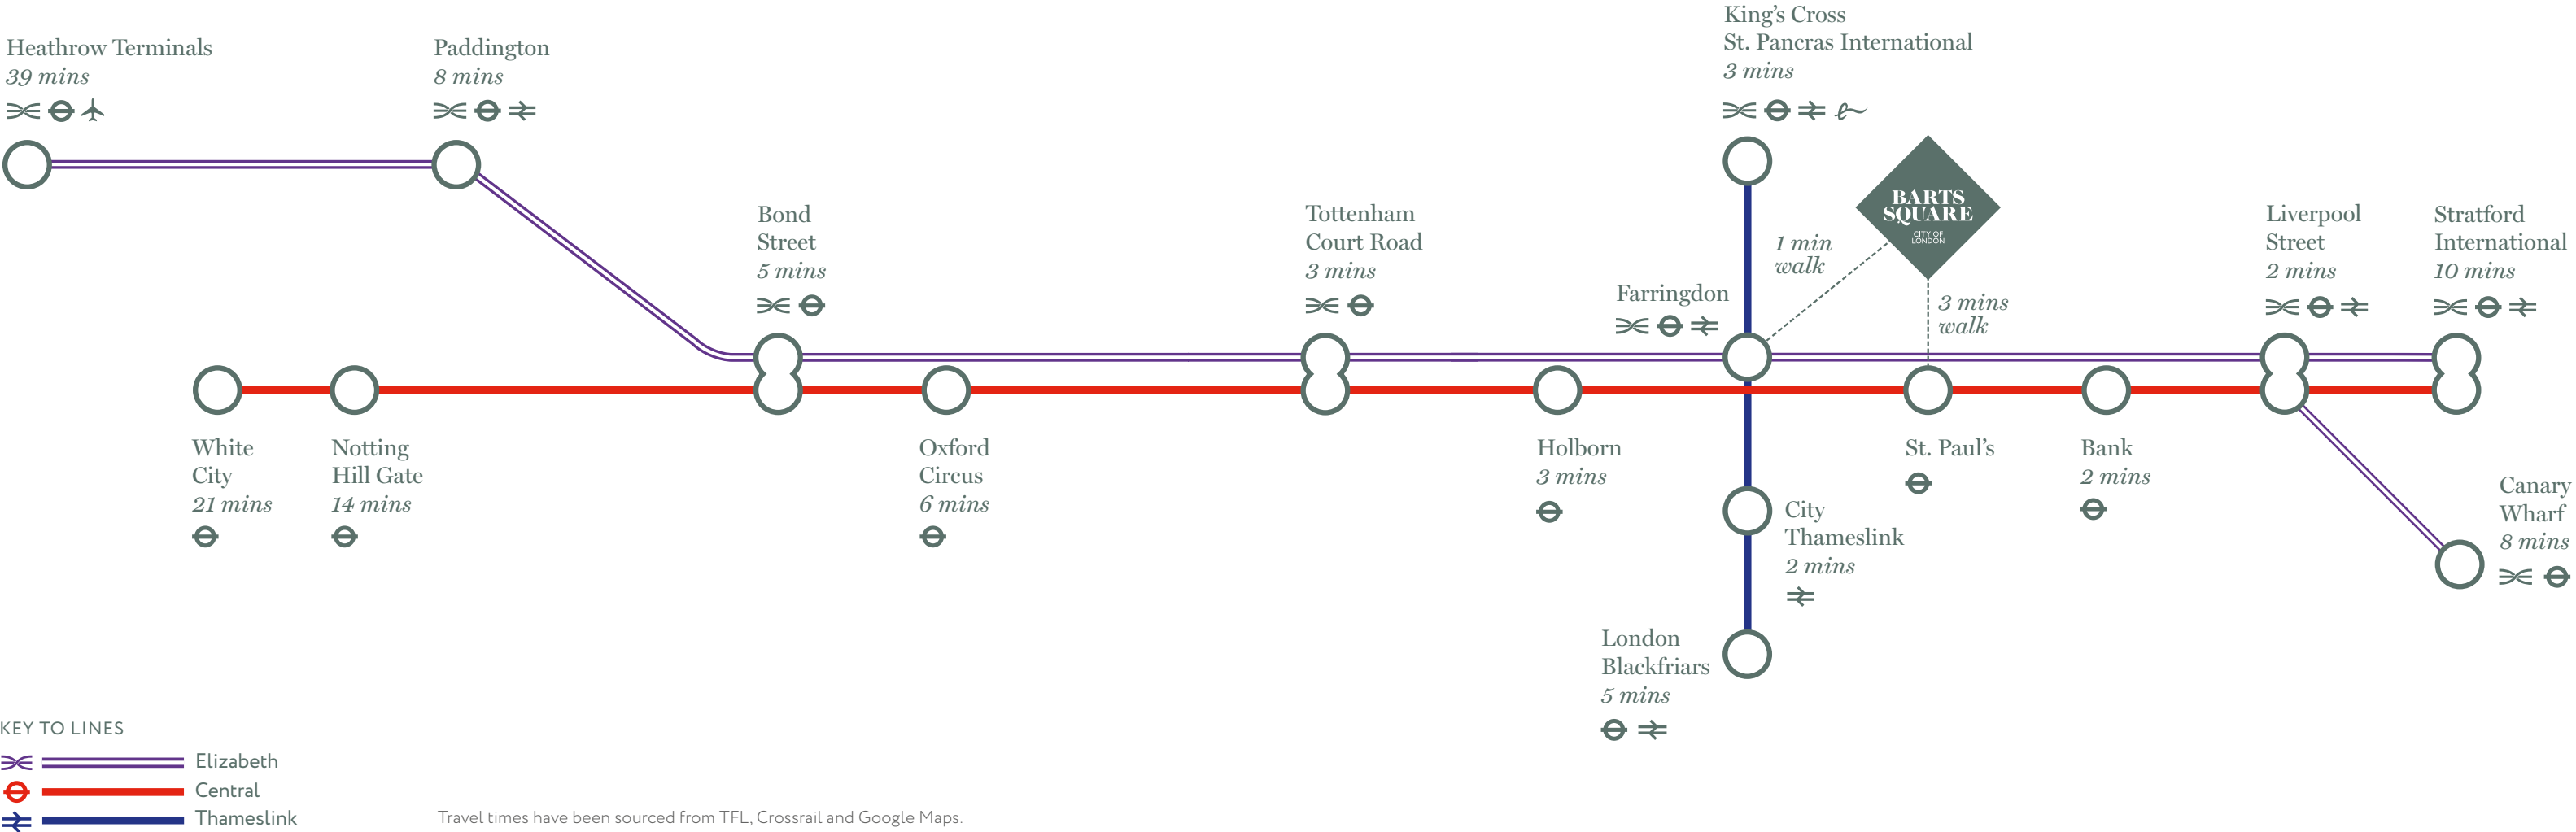 Heathrow Terminals
39 mins
Paddington
8 mins
King's Cross
St. Pancras International
3 mins
BARTS
SQUARE
CITY OF
LONDON
1 min
walk
3 mins
walk
Bond
Street
5 mins
Tottenham
Court Road
3 mins
Farringdon
Liverpool
Street
2 mins
Stratford
International
10 mins
White
City
21 mins
Notting
Hill Gate
14 mins
Oxford
Circus
6 mins
Holborn
3 mins
St. Paul's
Bank
2 mins
City
Thameslink
2 mins
Canary
Wharf
8 mins
London
Blackfriars
5 mins
KEY TO LINES
Elizabeth
Central
Thameslink
Travel times have been sourced from TFL, Crossrail and Google Maps.